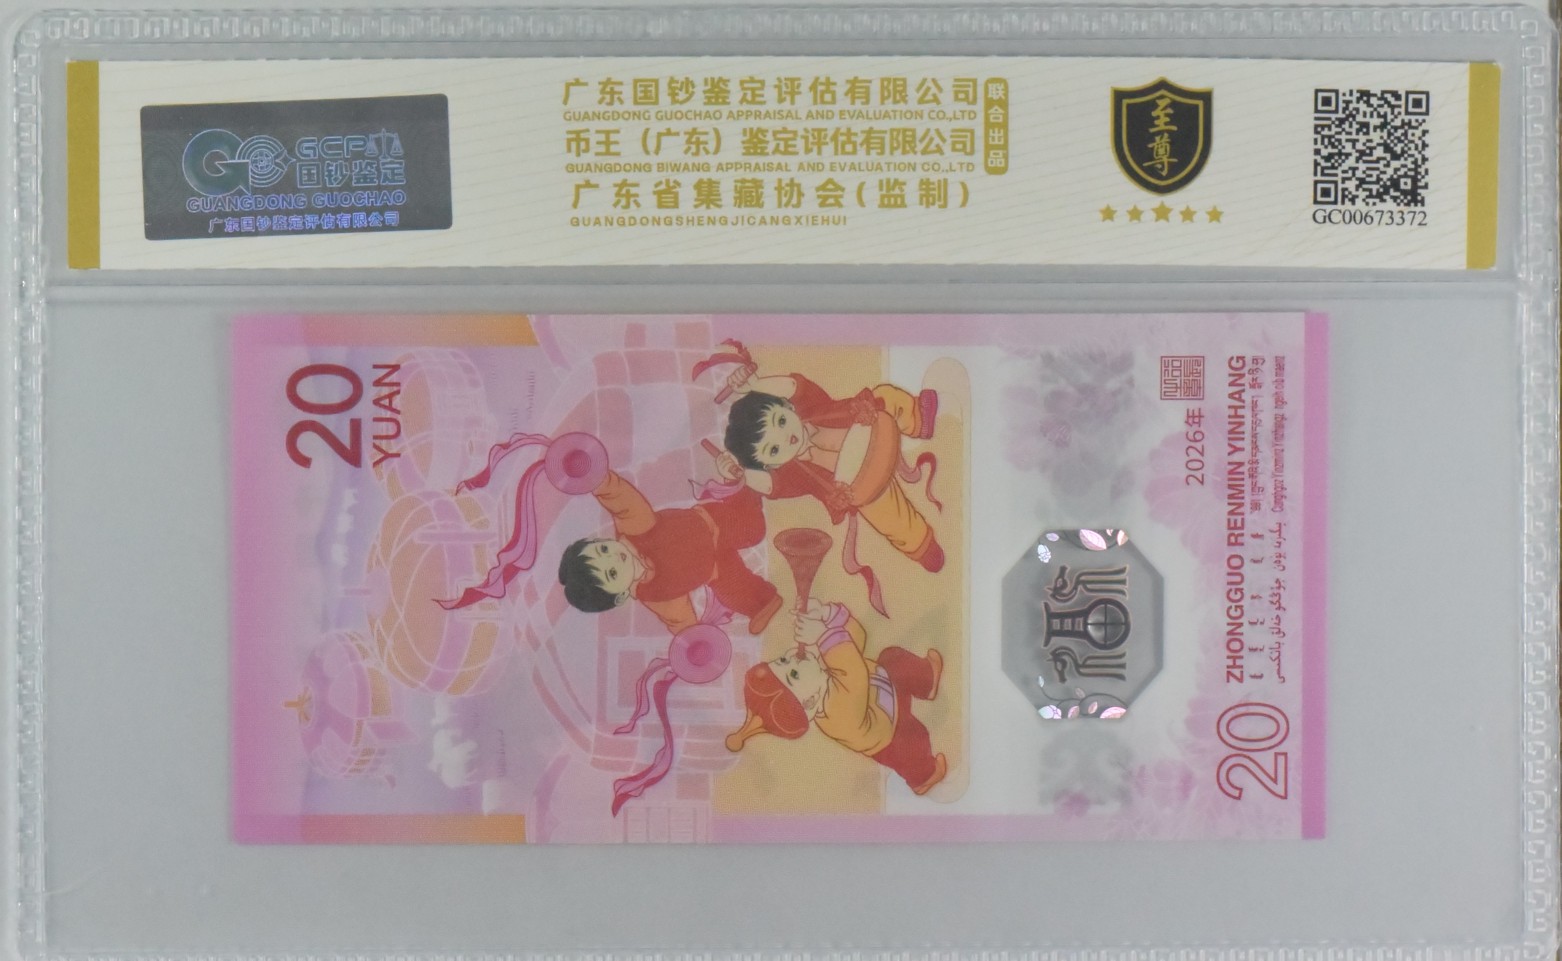 GCP
国钞鉴定
GUANGDONG GUOCHAO
广东国钞鉴定评估有限公司
广东国钞鉴定评估有限公司
GUANGDONG GUOCHAO APPRAISAL AND EVALUATION CO.,LTD
币王（广东）鉴定评估有限公司
GUANGDONG BIWANG APPRAISAL AND EVALUATION CO.,LTD
联合出品
广东省集藏协会(监制)
GUANGDONGSHENGJICANGXIEHUI
至尊
GC00673372
20
YUAN
2026年
ZHONGGUO RENMIN YINHANG
20
福